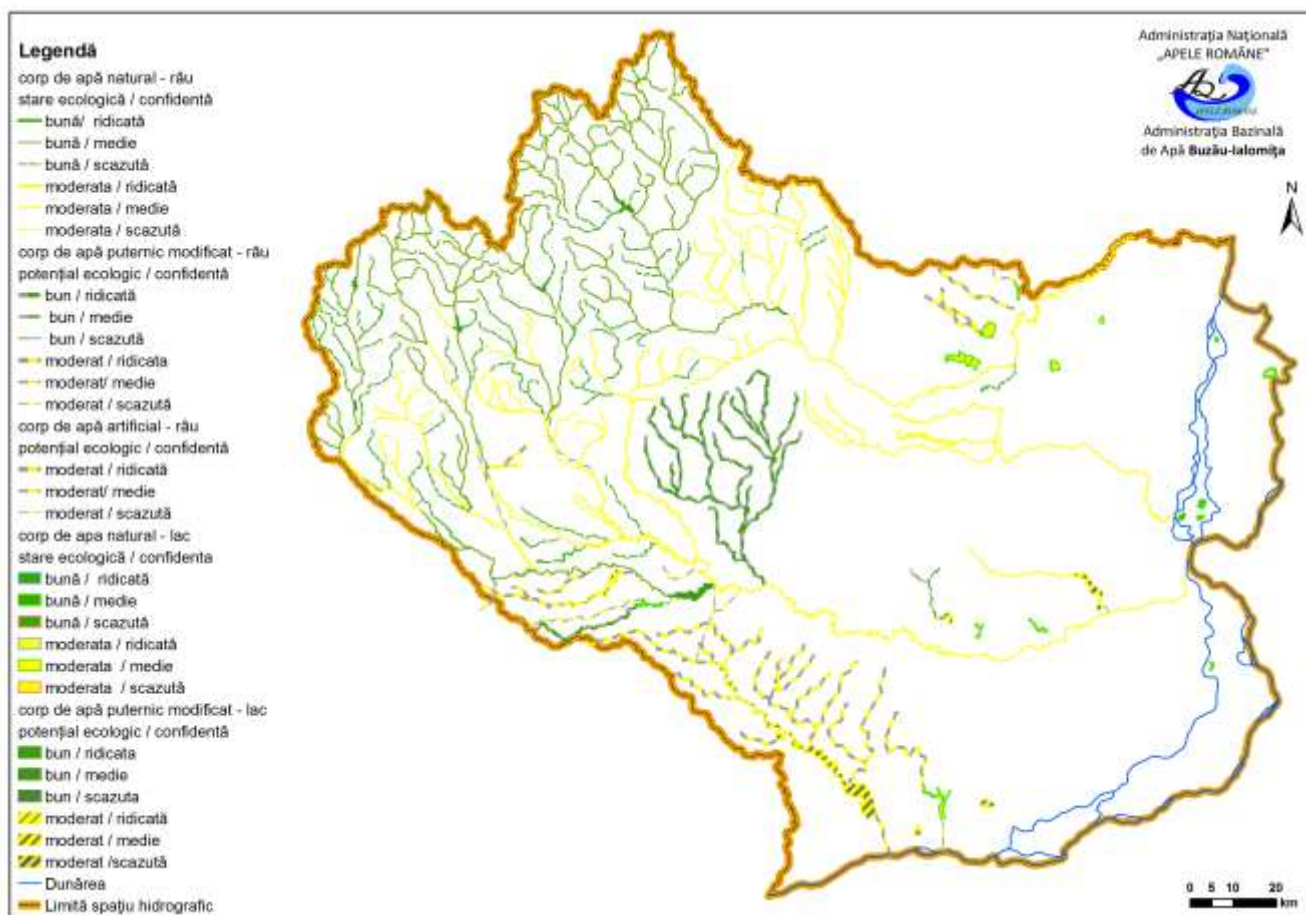 Legendă
corp de apă natural - râu
stare ecologică / confidentă
bună/ ridicată
bună / medie
bună / scazută
moderata / ridicată
moderata / medie
moderata / scazută
corp de apă puternic modificat - râu
potențial ecologic / confidentă
bun / ridicată
bun / medie
bun / scazută
moderat / ridicata
moderat/ medie
moderat / scazută
corp de apă artificial - râu
potențial ecologic / confidentă
moderat / ridicată
moderat/ medie
moderat / scazută
corp de apa natural - lac
stare ecologică / confidenta
bună / ridicată
bună / medie
bună / scazută
moderata / ridicată
moderata / medie
moderata / scazută
corp de apă puternic modificat - lac
potențial ecologic / confidentă
bun / ridicata
bun / medie
bun / scazuta
moderat / ridicată
moderat / medie
moderat /scazută
Dunărea
Limită spațiu hidrografic
Administrația Națională
„APELE ROMÂNE"
Administrația Bazinală
de Apă Buzău-Ialomița
N
0 5 10 20
km